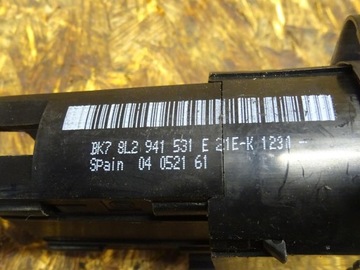 BK7 8L2 941 531 E 21E-K 1231 -
SPain 04 0521 61